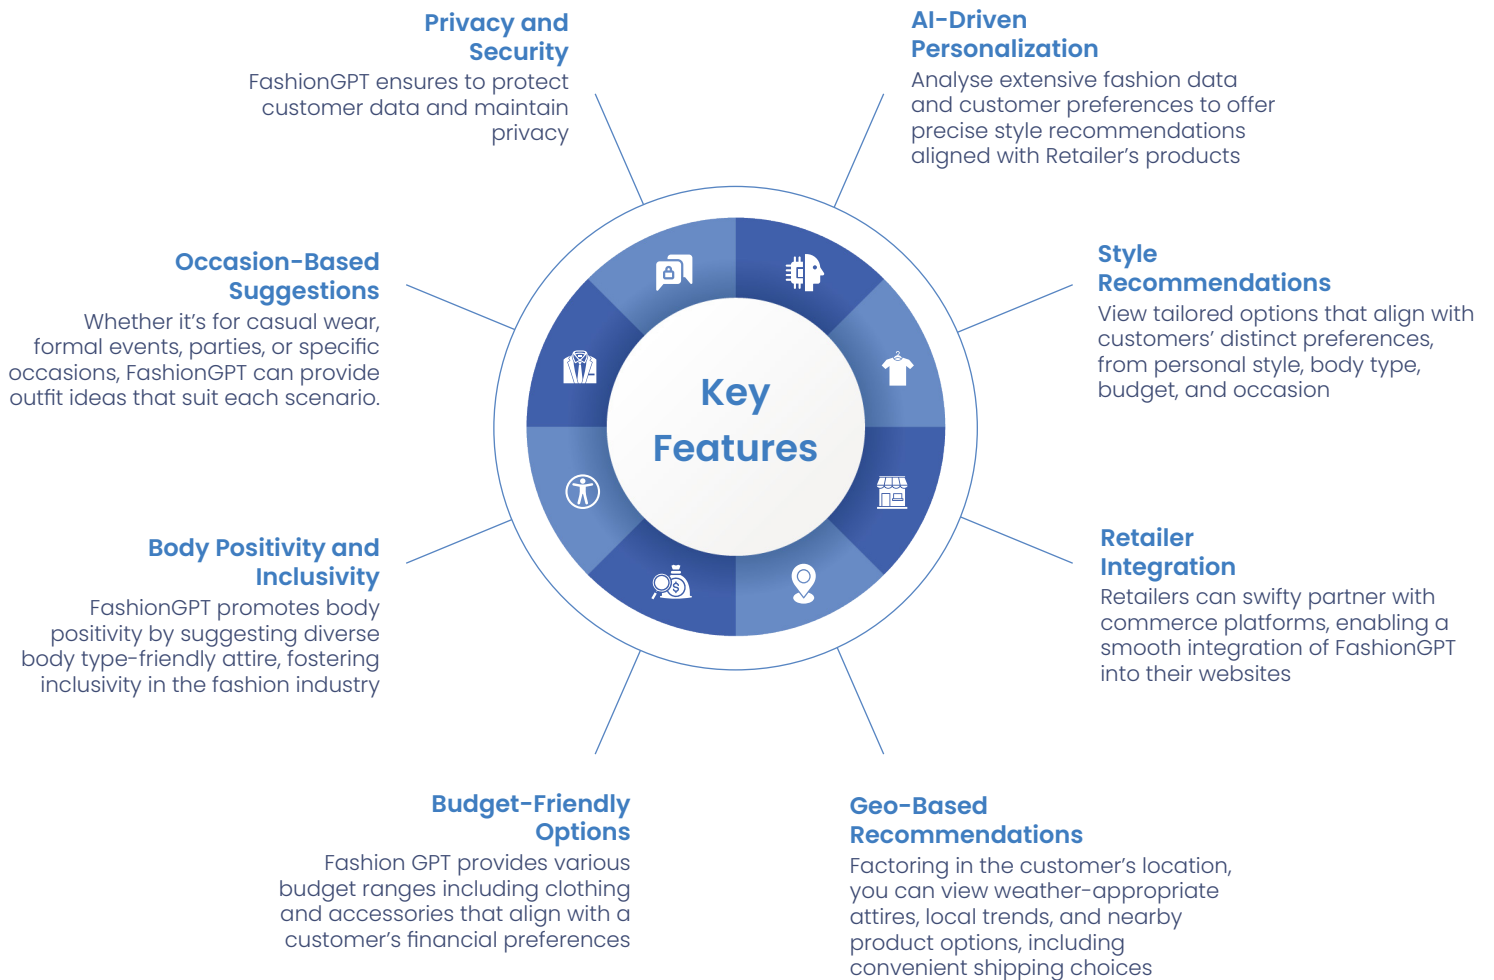 Privacy and
Security
FashionGPT ensures to protect
customer data and maintain
privacy
AI-Driven
Personalization
Analyse extensive fashion data
and customer preferences to offer
precise style recommendations
aligned with Retailer’s products
Occasion-Based
Suggestions
Whether it’s for casual wear,
formal events, parties, or specific
occasions, FashionGPT can provide
outfit ideas that suit each scenario.
Style
Recommendations
View tailored options that align with
customers’ distinct preferences,
from personal style, body type,
budget, and occasion
Key
Features
Body Positivity and
Inclusivity
FashionGPT promotes body
positivity by suggesting diverse
body type-friendly attire, fostering
inclusivity in the fashion industry
Retailer
Integration
Retailers can swifty partner with
commerce platforms, enabling a
smooth integration of FashionGPT
into their websites
Budget-Friendly
Options
Fashion GPT provides various
budget ranges including clothing
and accessories that align with a
customer’s financial preferences
Geo-Based
Recommendations
Factoring in the customer’s location,
you can view weather-appropriate
attires, local trends, and nearby
product options, including
convenient shipping choices